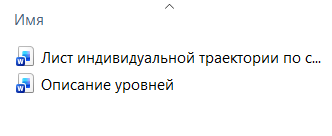 Имя
Лист индивидуальной траектории по с...
Описание уровней